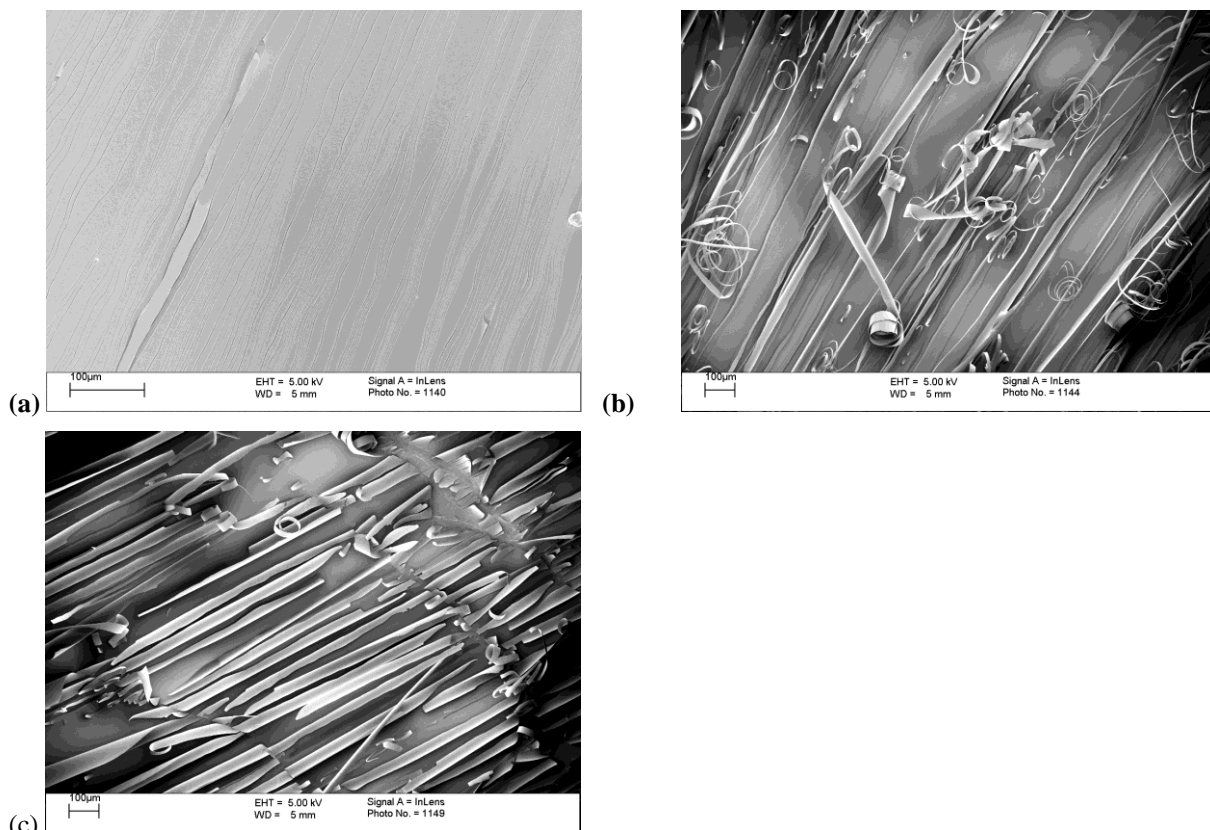 100µm
EHT = 5.00 kV Signal A = InLens
WD = 5 mm Photo No. = 1140
(a)
100µm
EHT = 5.00 kV Signal A = InLens
WD = 5 mm Photo No. = 1144
(b)
100µm
EHT = 5.00 kV Signal A = InLens
WD = 5 mm Photo No. = 1149
(c)